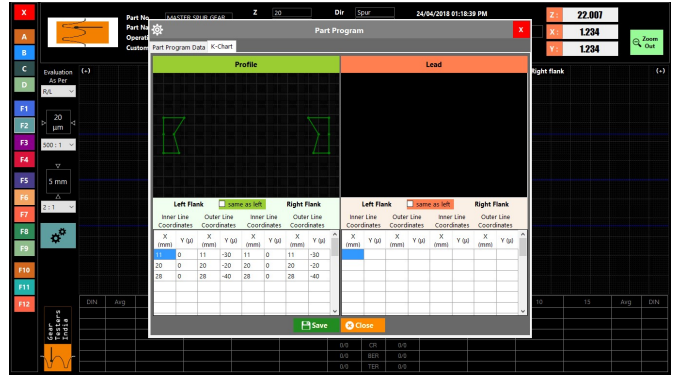 X
Part No
MASTER SPUR GEAR
Z 20
Dir Spur
24/04/2018 01:18:39 PM
Z : 22.007
Part Na
A
Operati
X : 1.234
Custom
B
Y : 1.234
Zoom
Out
Part Program
X
Part Program Data K-Chart
C
D
F1
F2
F3
F4
F5
F6
F7
F8
F9
F10
F11
F12
Evaluation
As Per
R/L
20
µm
500 : 1
5 mm
2 : 1
(+)
Right flank
(+)
Profile
Lead
Left Flank same as left Right Flank
Inner Line Outer Line Inner Line Outer Line
Coordinates Coordinates Coordinates Coordinates
X Y (µ) X Y (µ) X Y (µ) X Y (µ)
(mm) (mm) (mm) (mm)
11 0 11 -30 11 0 11 -30
20 0 20 -20 20 0 20 -20
28 0 28 -40 28 0 28 -40
Left Flank same as left Right Flank
Inner Line Outer Line Inner Line Outer Line
Coordinates Coordinates Coordinates Coordinates
X Y (µ) X Y (µ) X Y (µ) X Y (µ)
(mm) (mm) (mm) (mm)
Save
Close
DIN Avg
10 15 Avg DIN
Gear
Testers
India
0/0 CR 0/0
0/0 BER 0/0
0/0 TER 0/0